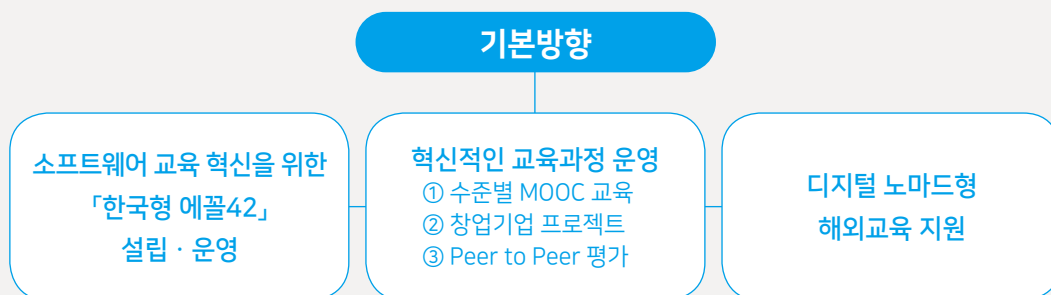 기본방향
소프트웨어 교육 혁신을 위한
「한국형 에꼴42」
설립 · 운영
혁신적인 교육과정 운영
① 수준별 MOOC 교육
② 창업기업 프로젝트
③ Peer to Peer 평가
디지털 노마드형
해외교육 지원